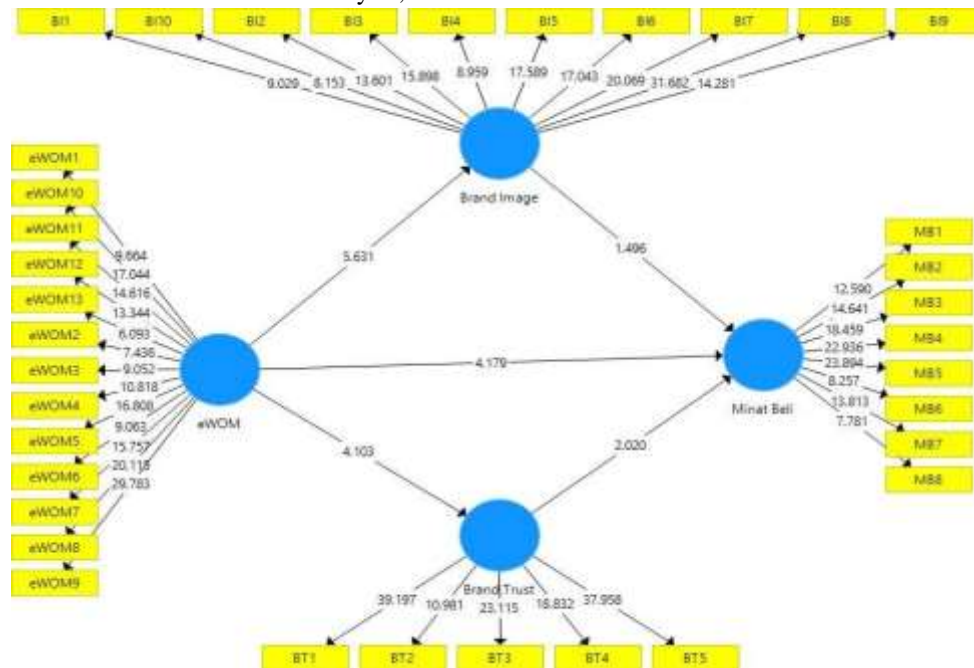 BI1 BI10 BI2 BI3 BI4 BI5 BI6 BI7 BI8 BI9
9.029 8.153 13.601 15.898 8.959 17.589 17.043 20.069 31.662 14.281
Brand Image
eWOM1
eWOM10
eWOM11
eWOM12
eWOM13
eWOM2
eWOM3
eWOM4
eWOM5
eWOM6
eWOM7
eWOM8
eWOM9
9.664
17.044
14.616
13.344
6.093
7.436
9.052
10.818
16.808
9.063
15.757
20.115
29.783
eWOM
5.631
1.496
4.179
4.103
2.020
Minat Beli
12.590
14.641
18.459
22.936
23.894
8.257
13.813
7.781
MB1
MB2
MB3
MB4
MB5
MB6
MB7
MB8
Brand Trust
39.197 10.981 23.115 18.832 37.958
BT1 BT2 BT3 BT4 BT5